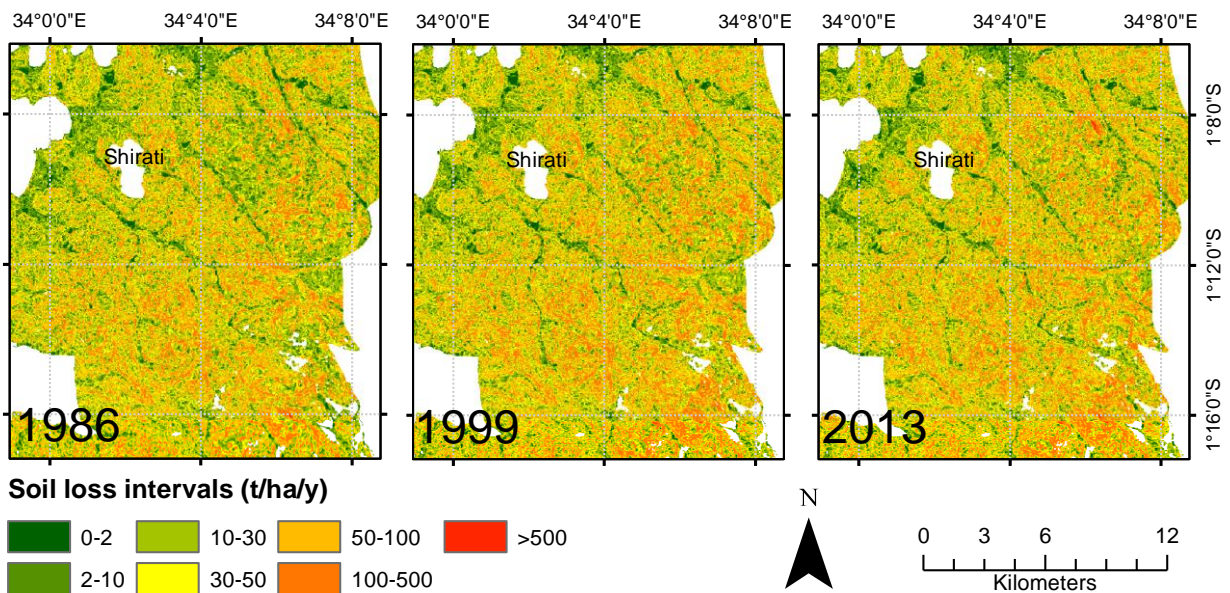 34°0'0"E 34°4'0"E 34°8'0"E 34°0'0"E 34°4'0"E 34°8'0"E 34°0'0"E 34°4'0"E 34°8'0"E
1°8'0"S
Shirati Shirati Shirati
1°12'0"S
1°16'0"S
1986 1999 2013
Soil loss intervals (t/ha/y)
N
0-2 10-30 50-100 >500
2-10 30-50 100-500
0 3 6 12
Kilometers